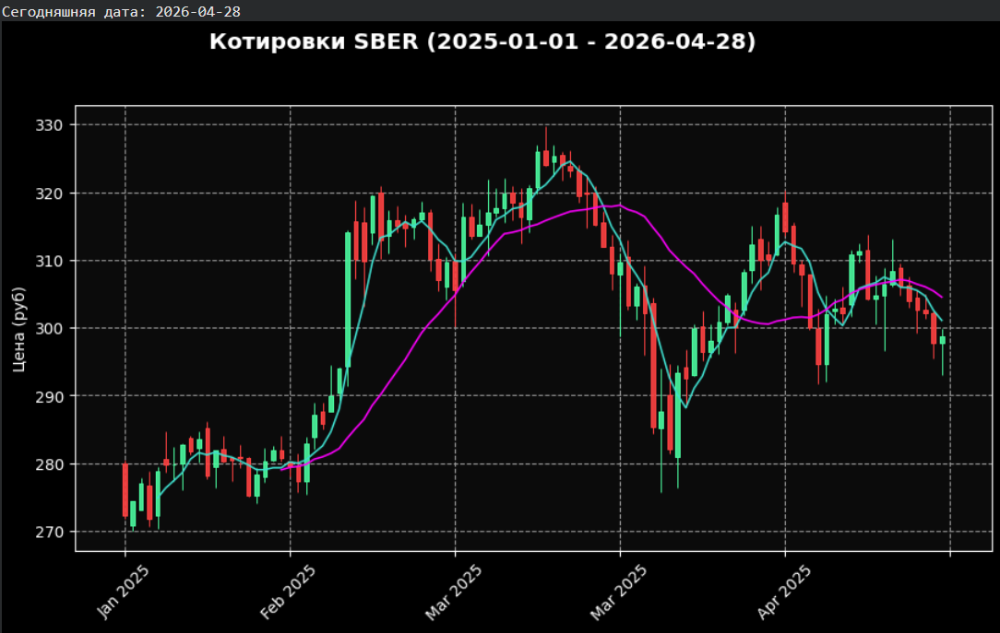 Сегодняшняя дата: 2026-04-28
Котировки SBER (2025-01-01 - 2026-04-28)
330
320
310
300
290
280
270
Цена (руб)
Jan 2025
Feb 2025
Mar 2025
Mar 2025
Apr 2025